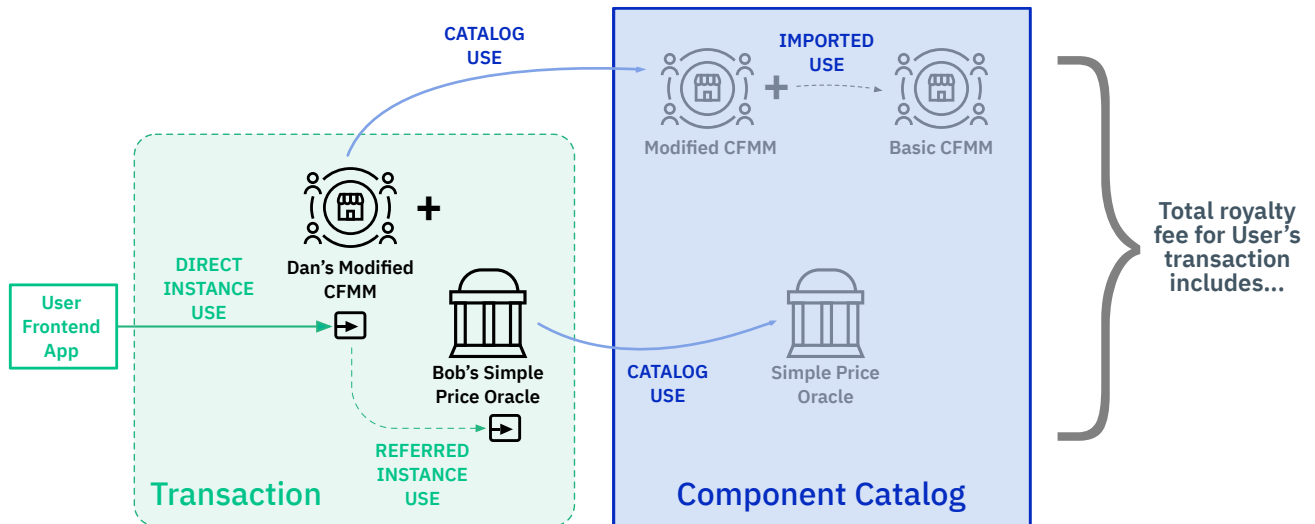 CATALOG
USE
IMPORTED
USE
Modified CFMM
Basic CFMM
Dan's Modified
CFMM
DIRECT
INSTANCE
USE
User
Frontend
App
Bob's Simple
Price Oracle
CATALOG
USE
Simple Price
Oracle
REFERRED
INSTANCE
USE
Transaction
Component Catalog
Total royalty
fee for User's
transaction
includes...